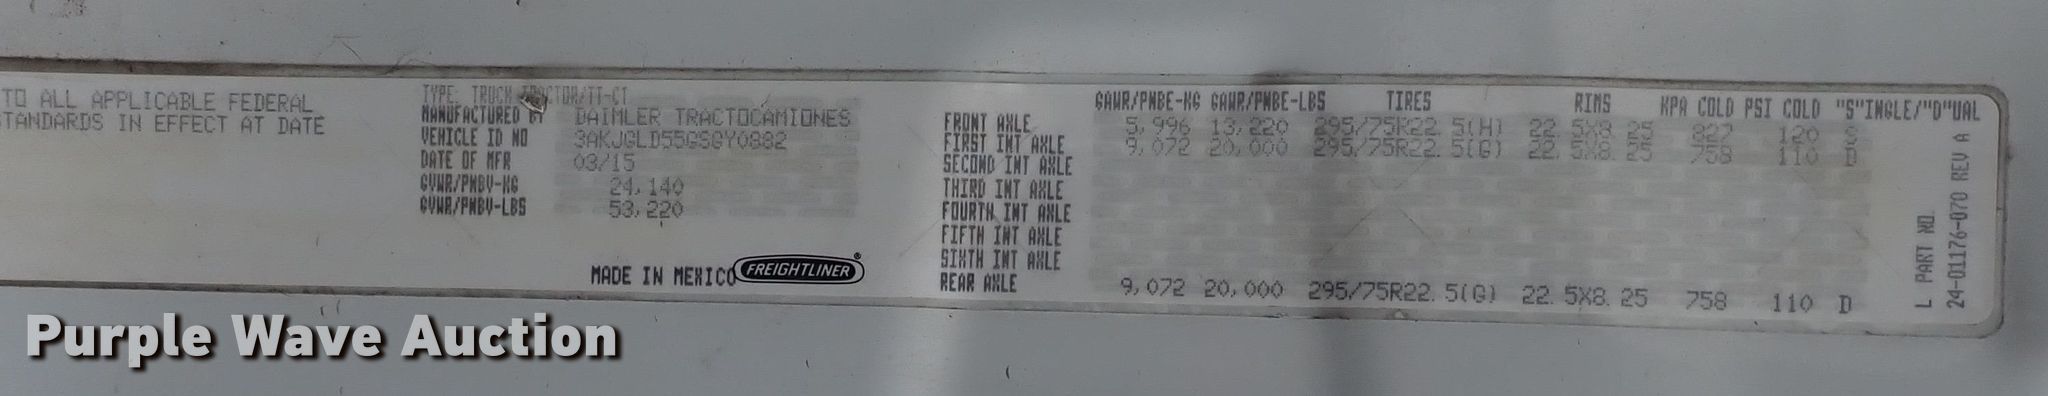 TO ALL APPLICABLE FEDERAL
STANDARDS IN EFFECT AT DATE
TYPE: TRUCK TRACTOR/TT-CT
MANUFACTURED BY DAIMLER TRACTOCAMIONES
VEHICLE ID NO 3AKJGLD55GSGY0882
DATE OF MFR 03/15
GVWR/PNBV-KG 24,140
GVWR/PNBV-LBS 53,220
MADE IN MEXICO FREIGHTLINER®
GAWR/PNBE-KG GAWR/PNBE-LBS TIRES RIMS KPA COLD PSI COLD "S"INGLE/"D"UAL
FRONT AXLE 5,996 13,220 295/75R22.5(H) 22.5X8.25 827 120 S
FIRST INT AXLE 9,072 20,000 295/75R22.5(G) 22.5X8.25 758 110 D
SECOND INT AXLE
THIRD INT AXLE
FOURTH INT AXLE
FIFTH INT AXLE
SIXTH INT AXLE
REAR AXLE 9,072 20,000 295/75R22.5(G) 22.5X8.25 758 110 D
L PART NO.
24-01176-070 REV A
Purple Wave Auction